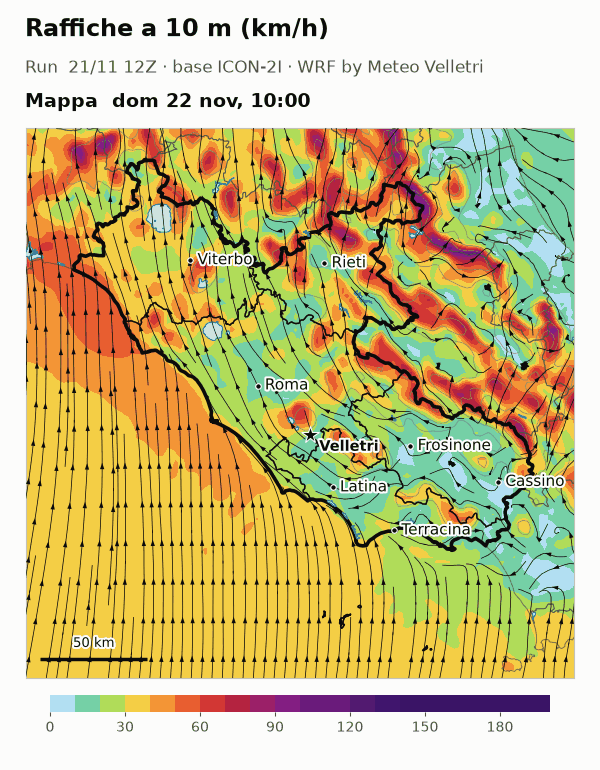 Raffiche a 10 m (km/h)
Run 21/11 12Z · base ICON-2I · WRF by Meteo Velletri
Mappa dom 22 nov, 10:00
Viterbo
Rieti
Roma
Velletri
Frosinone
Cassino
Latina
Terracina
50 km
0 30 60 90 120 150 180